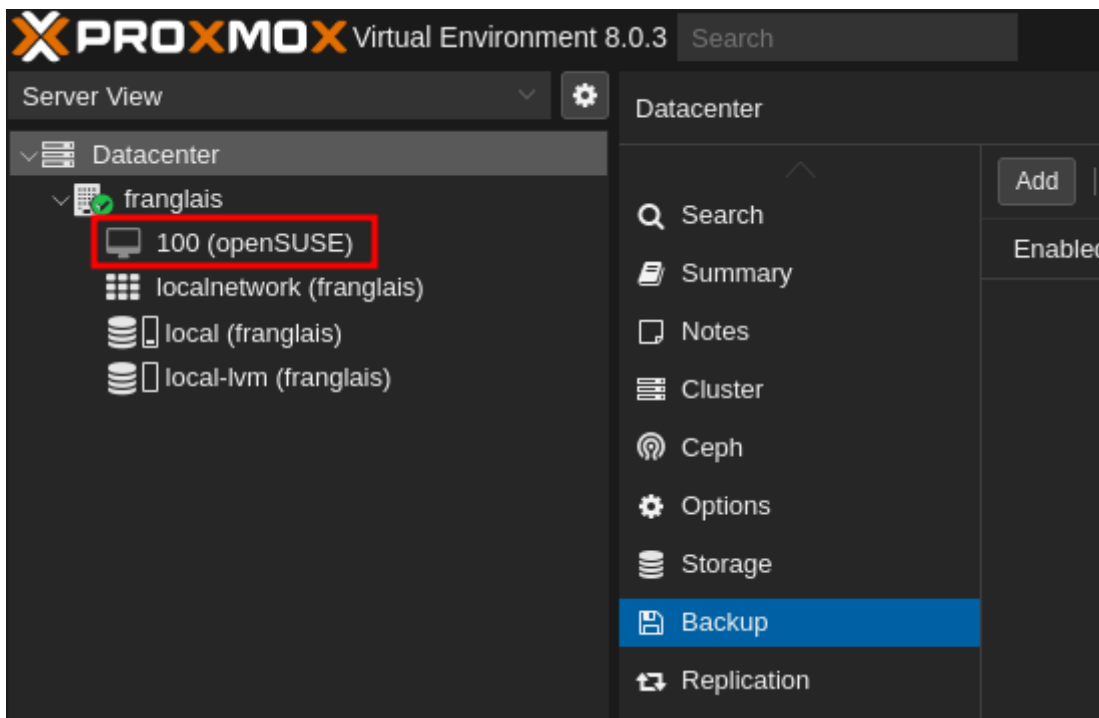 PROXMOX Virtual Environment 8.0.3 Search
Server View
Datacenter
franglais
100 (openSUSE)
localnetwork (franglais)
local (franglais)
local-lvm (franglais)
Datacenter
Search
Summary
Notes
Cluster
Ceph
Options
Storage
Backup
Replication
Add